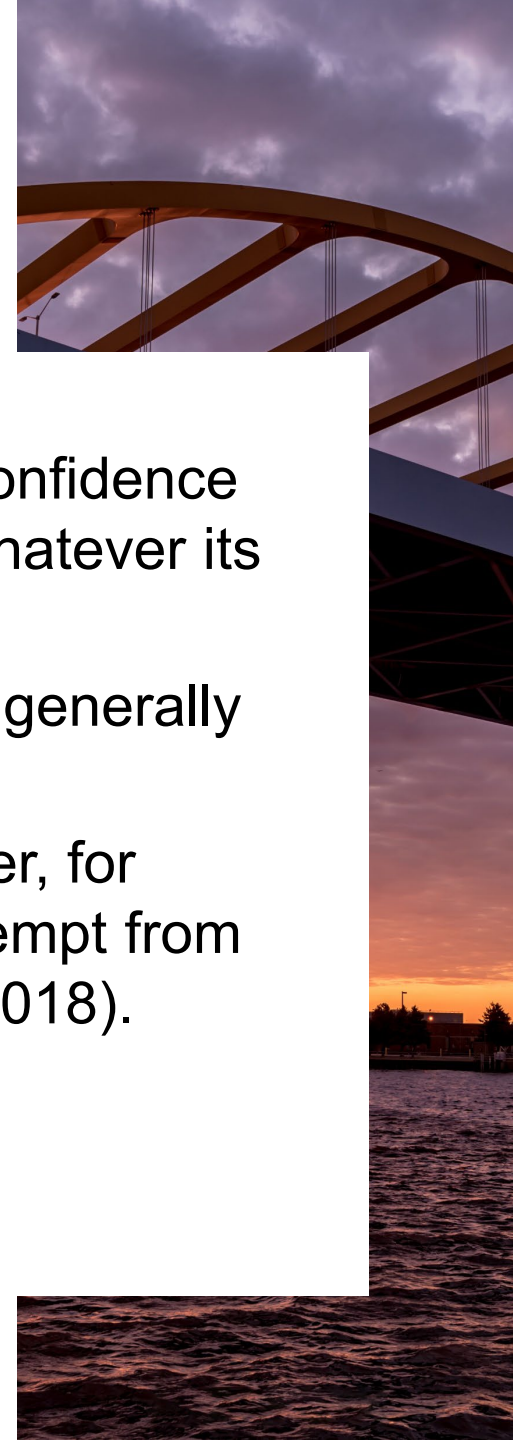 onfidence
hatever its
generally
er, for
empt from
018).